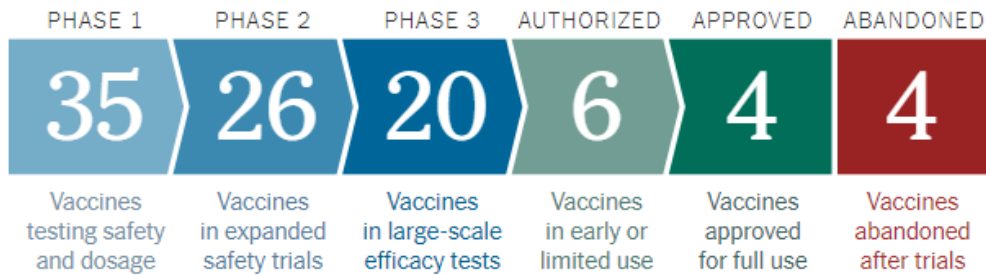 PHASE 1 PHASE 2 PHASE 3 AUTHORIZED APPROVED ABANDONED
35 26 20 6 4 4
Vaccines Vaccines Vaccines Vaccines Vaccines Vaccines
testing safety in expanded in large-scale in early or approved abandoned
and dosage safety trials efficacy tests limited use for full use after trials